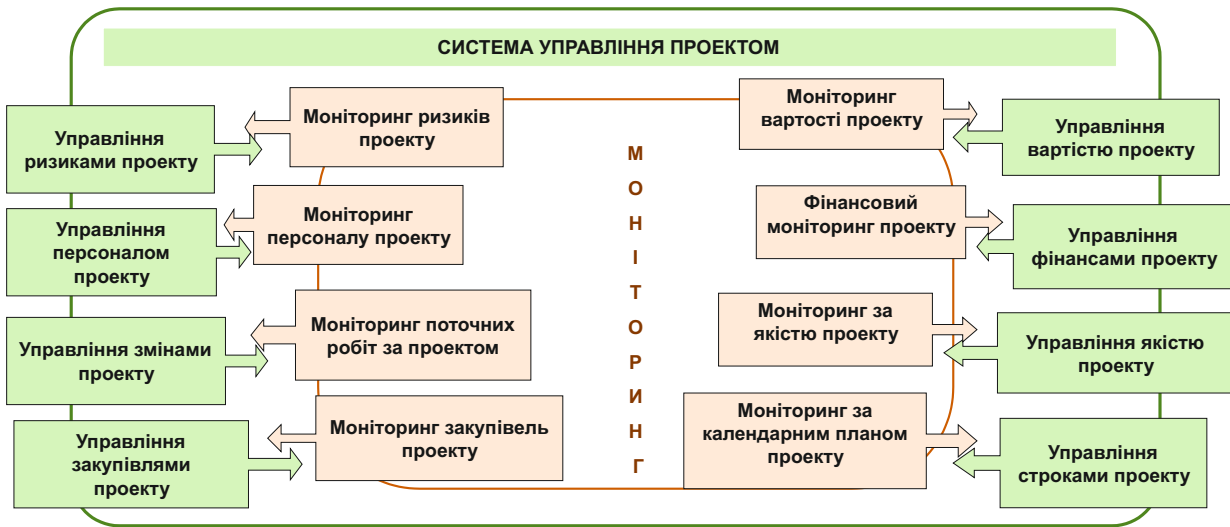 СИСТЕМА УПРАВЛІННЯ ПРОЕКТОМ
Управління
ризиками проекту
Моніторинг ризиків
проекту
Управління
персоналом
проекту
Моніторинг
персоналу проекту
Управління змінами
проекту
Моніторинг поточних
робіт за проектом
Управління
закупівлями
проекту
Моніторинг закупівель
проекту
М
О
Н
І
Т
О
Р
И
Н
Г
Моніторинг
вартості проекту
Управління
вартістю проекту
Фінансовий
моніторинг проекту
Управління
фінансами проекту
Моніторинг за
якістю проекту
Управління якістю
проекту
Моніторинг за
календарним планом
проекту
Управління
строками проекту